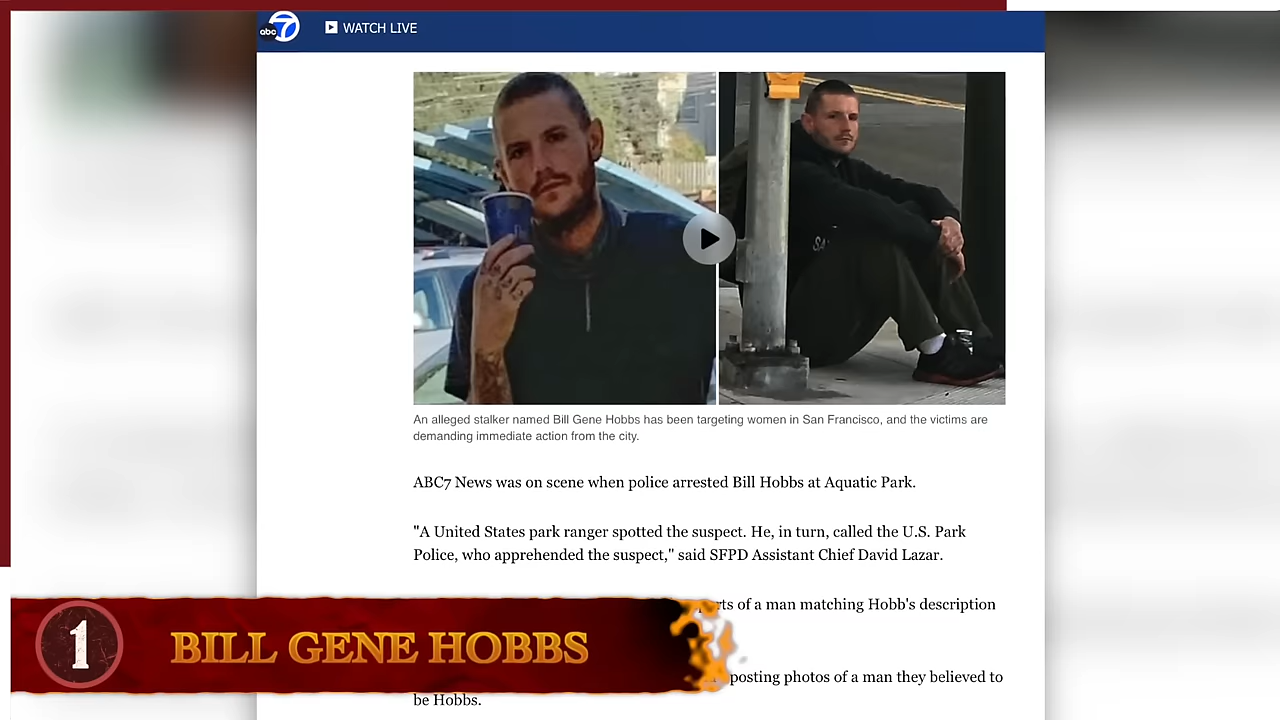 abc 7 WATCH LIVE
An alleged stalker named Bill Gene Hobbs has been targeting women in San Francisco, and the victims are
demanding immediate action from the city.
ABC7 News was on scene when police arrested Bill Hobbs at Aquatic Park.
"A United States park ranger spotted the suspect. He, in turn, called the U.S. Park
Police, who apprehended the suspect," said SFPD Assistant Chief David Lazar.
of a man matching Hobb's description
1 BILL GENE HOBBS
posting photos of a man they believed to
be Hobbs.